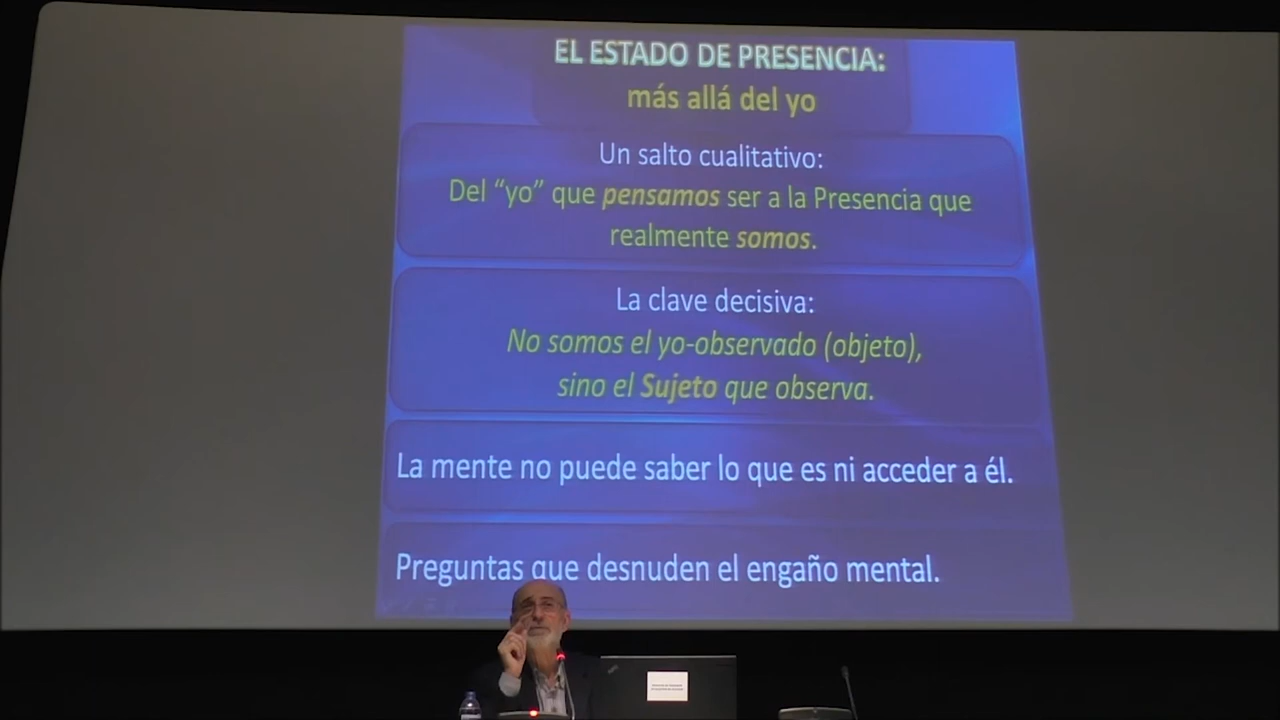 EL ESTADO DE PRESENCIA:
más allá del yo
Un salto cualitativo:
Del “yo” que pensamos ser a la Presencia que
realmente somos.
La clave decisiva:
No somos el yo-observado (objeto),
sino el Sujeto que observa.
La mente no puede saber lo que es ni acceder a él.
Preguntas que desnuden el engaño mental.